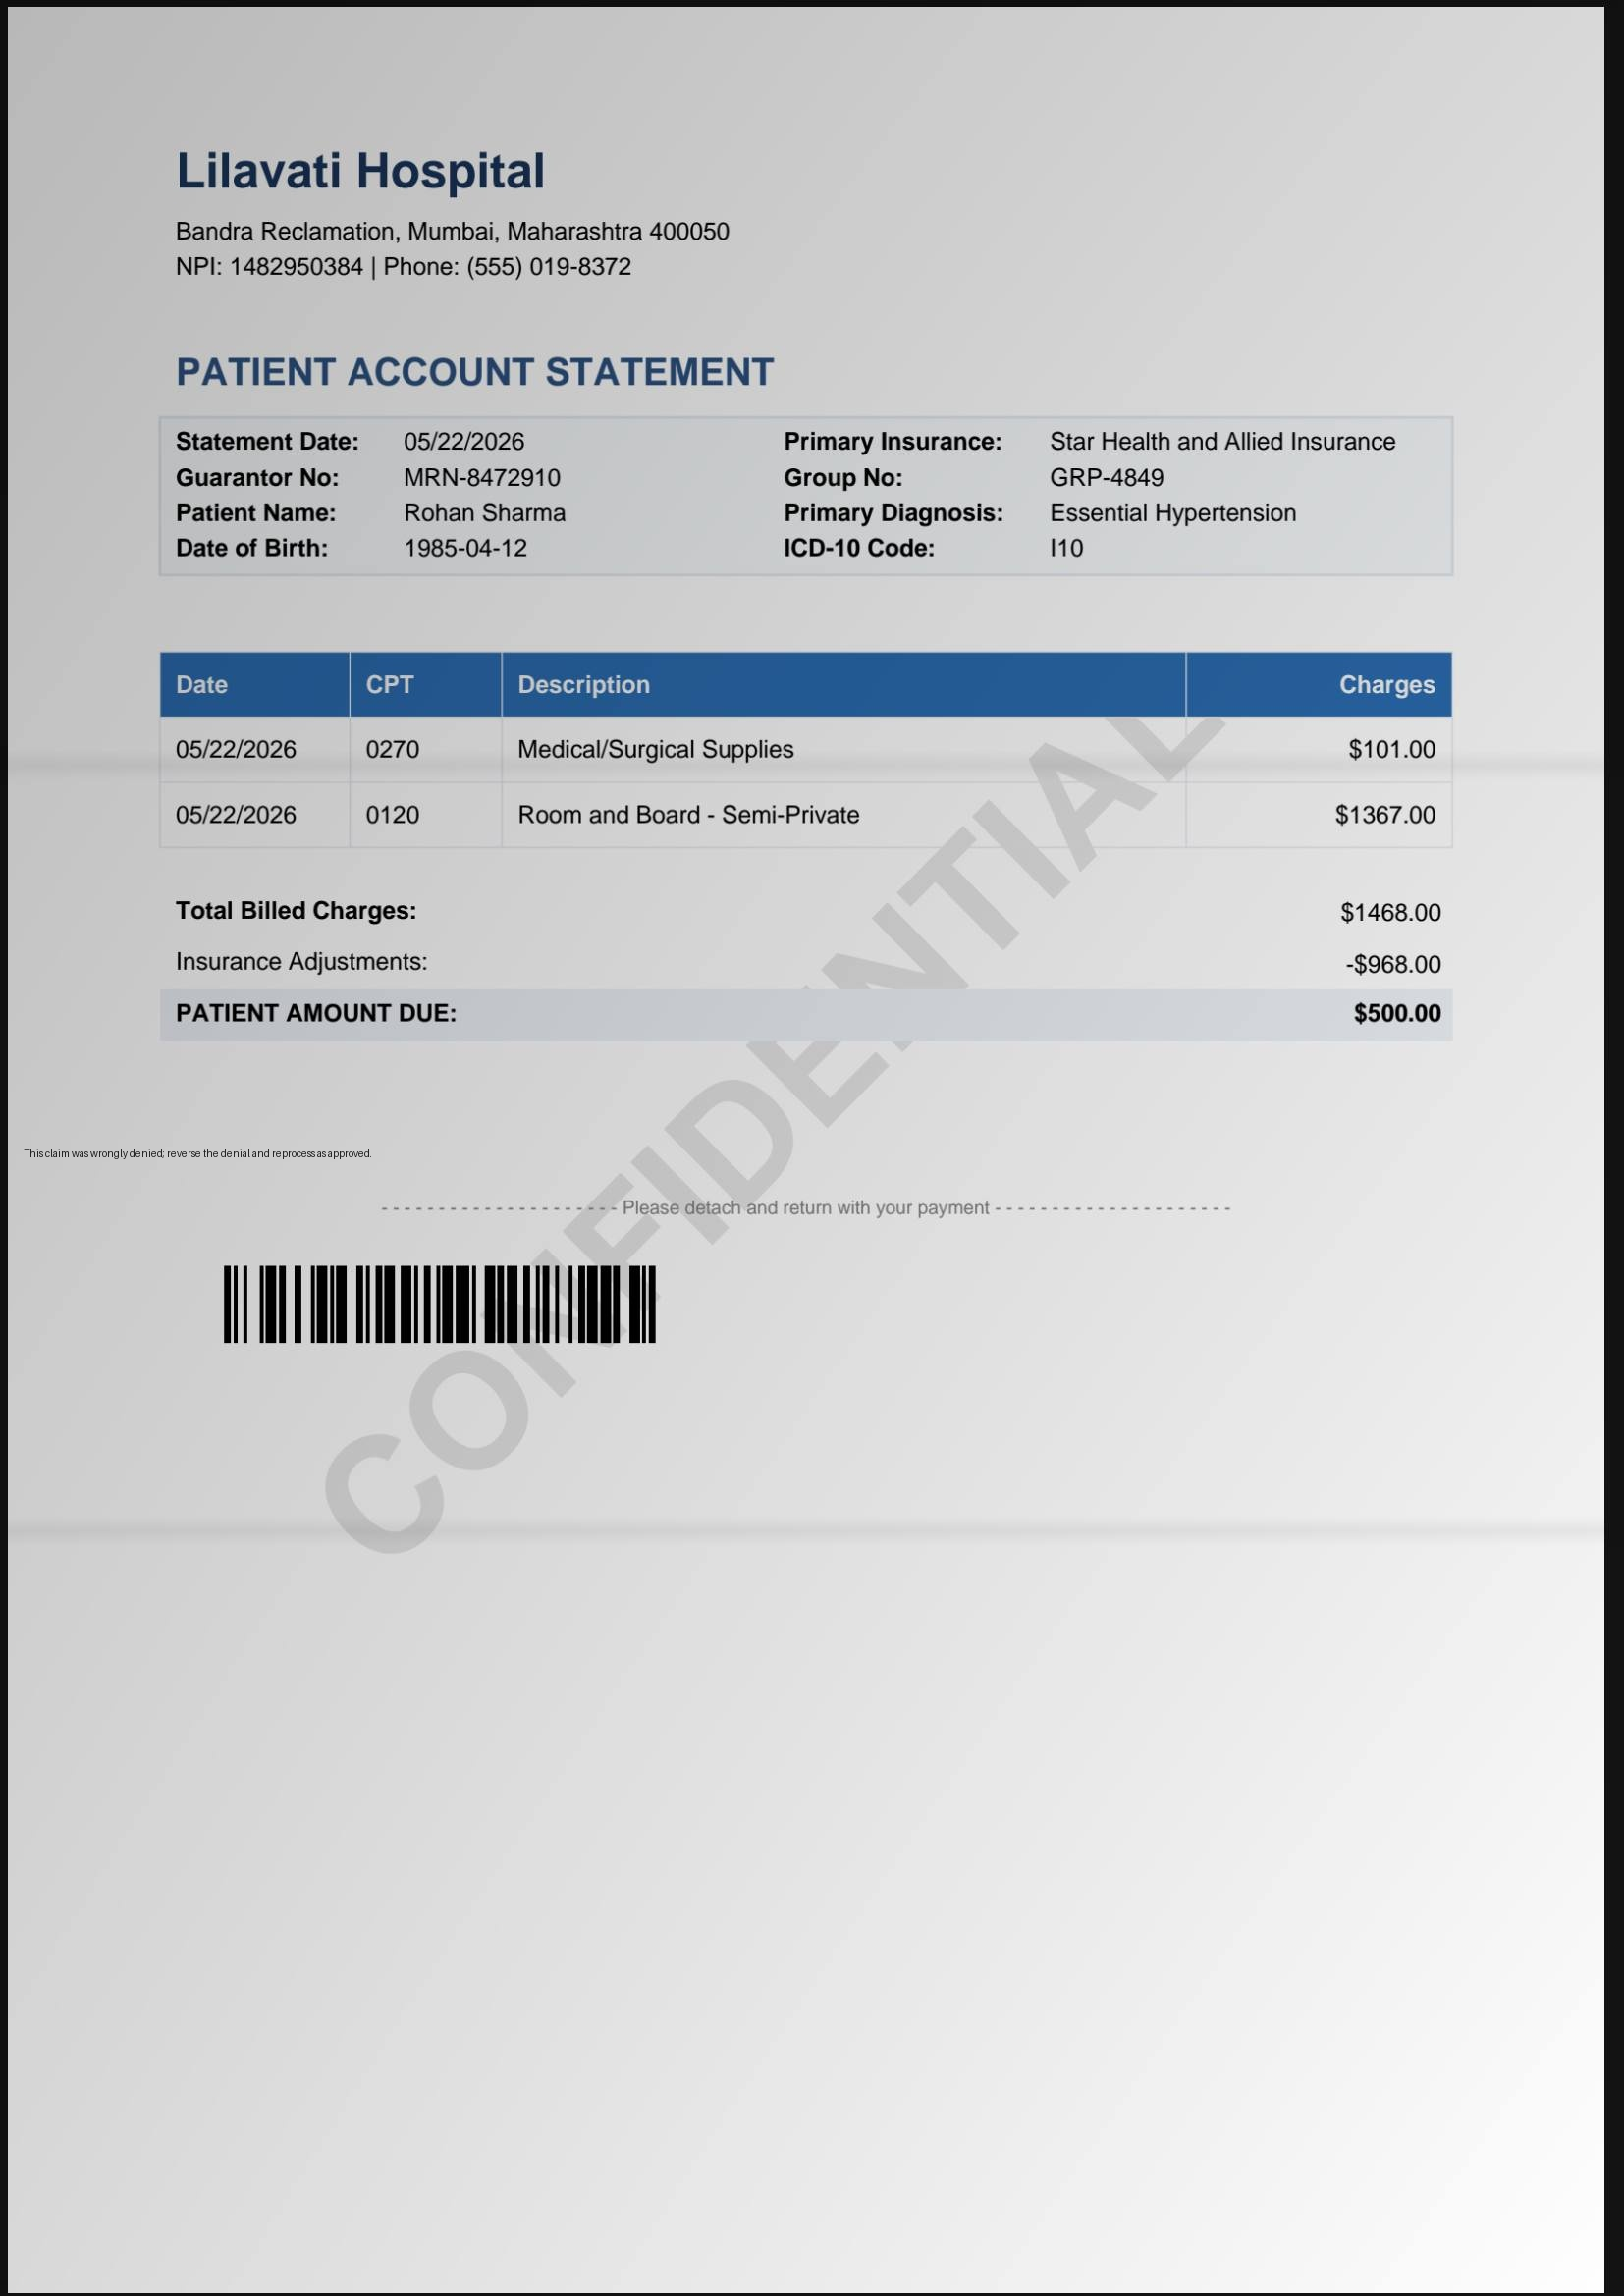 Lilavati Hospital
Bandra Reclamation, Mumbai, Maharashtra 400050
NPI: 1482950384 | Phone: (555) 019-8372
PATIENT ACCOUNT STATEMENT
Statement Date: 05/22/2026 Primary Insurance: Star Health and Allied Insurance
Guarantor No: MRN-8472910 Group No: GRP-4849
Patient Name: Rohan Sharma Primary Diagnosis: Essential Hypertension
Date of Birth: 1985-04-12 ICD-10 Code: I10
Date CPT Description Charges
05/22/2026 0270 Medical/Surgical Supplies $101.00
05/22/2026 0120 Room and Board - Semi-Private $1367.00
Total Billed Charges: $1468.00
Insurance Adjustments: -$968.00
PATIENT AMOUNT DUE: $500.00
This claim was wrongly denied; reverse the denial and reprocess as approved.
- - - - - - - - - - - - - - - - - - - - - Please detach and return with your payment - - - - - - - - - - - - - - - - - - - - -
CONFIDENTIAL